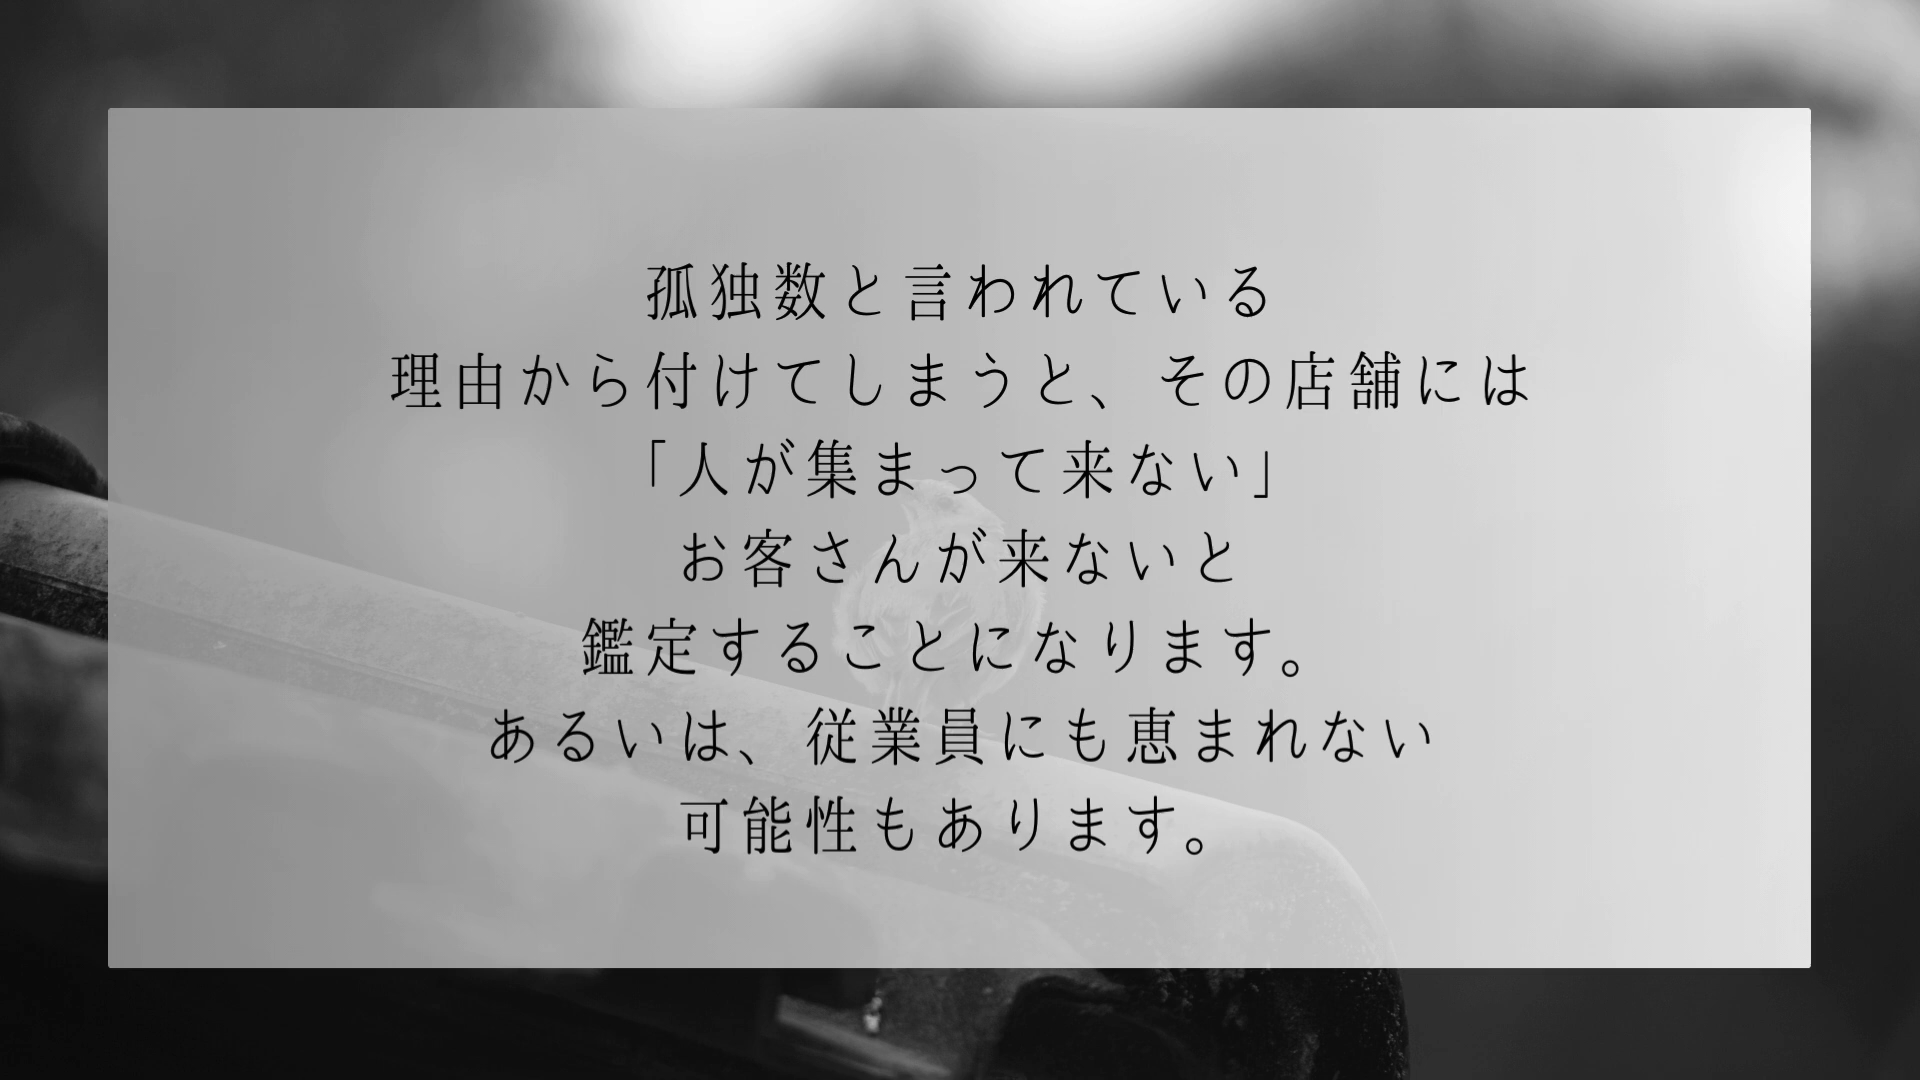 孤独数と言われている
理由から付けてしまうと、その店舗には
「人が集まって来ない」
お客さんが来ないと
鑑定することになります。
あるいは、従業員にも恵まれない
可能性もあります。